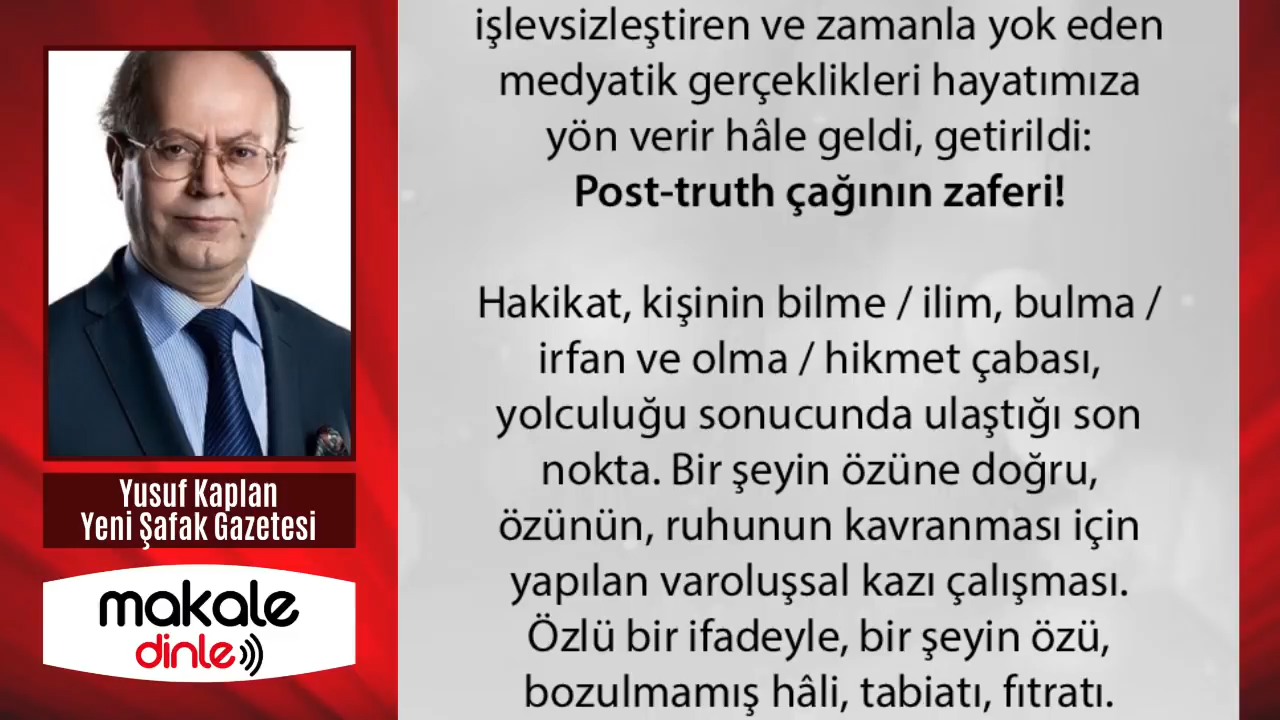 işlevsizleştiren ve zamanla yok eden
medyatik gerçeklikleri hayatımıza
yön verir hâle geldi, getirildi:
Post-truth çağının zaferi!
Hakikat, kişinin bilme / ilim, bulma /
irfan ve olma / hikmet çabası,
yolculuğu sonucunda ulaştığı son
nokta. Bir şeyin özüne doğru,
özünün, ruhunun kavranması için
yapılan varoluşsal kazı çalışması.
Özlü bir ifadeyle, bir şeyin özü,
bozulmamış hâli, tabiatı, fıtratı.
Yusuf Kaplan
Yeni Şafak Gazetesi
makale
dinle